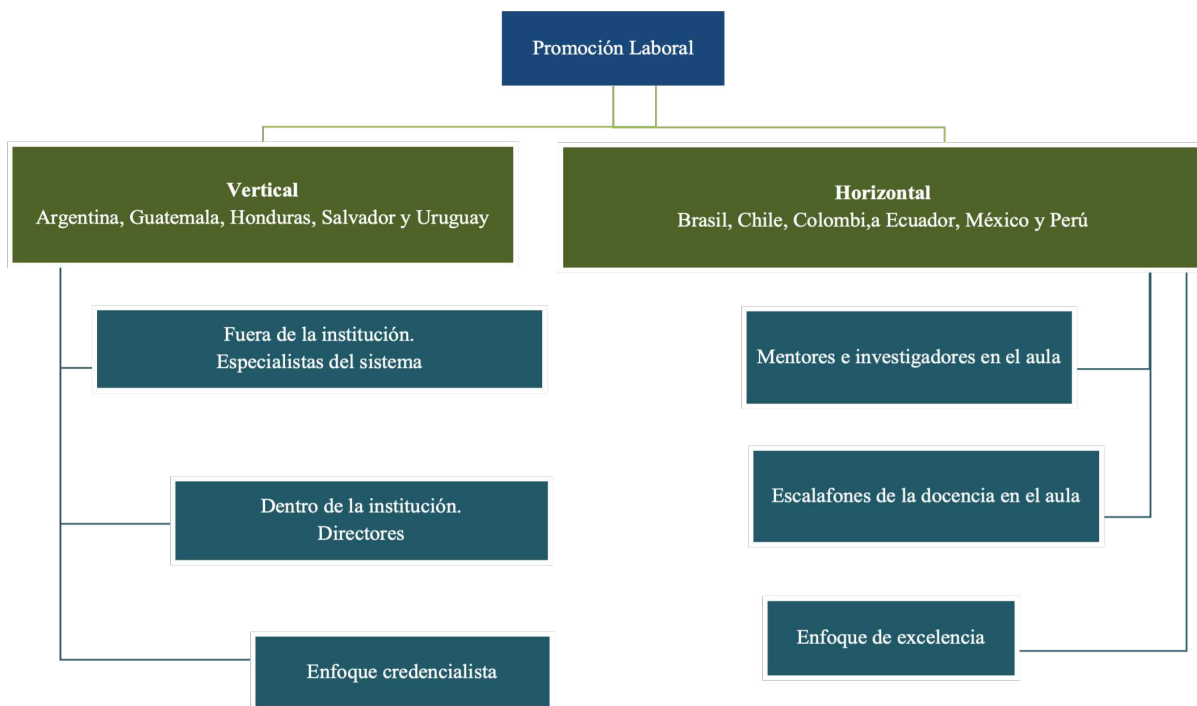 Promoción Laboral
Vertical
Argentina, Guatemala, Honduras, Salvador y Uruguay
Fuera de la institución.
Especialistas del sistema
Dentro de la institución.
Directores
Enfoque credencialista
Horizontal
Brasil, Chile, Colombi,a Ecuador, México y Perú
Mentores e investigadores en el aula
Escalafones de la docencia en el aula
Enfoque de excelencia